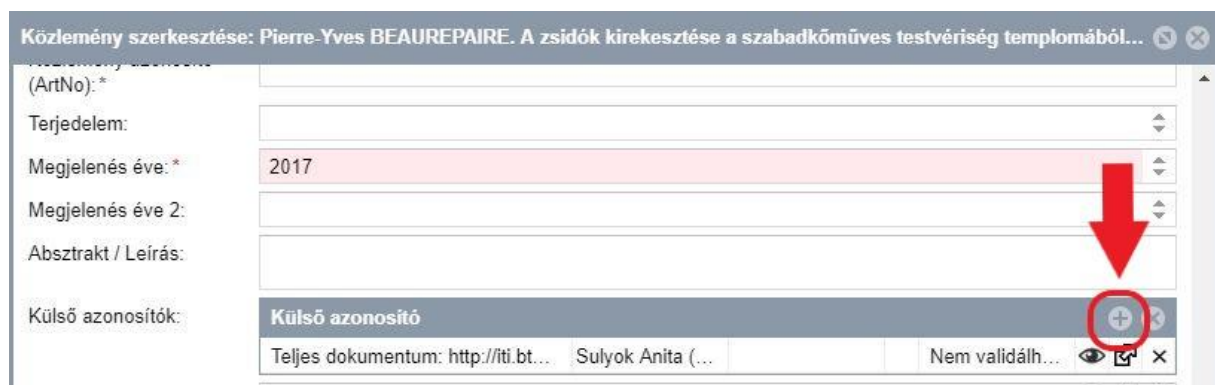 Közlemény szerkesztése: Pierre-Yves BEAUREPAIRE. A zsidók kirekesztése a szabadkőműves testvériség templomából...
(ArtNo):*
Terjedelem:
Megjelenés éve:* 2017
Megjelenés éve 2:
Absztrakt / Leírás:
Külső azonosítók: Külső azonosító
Teljes dokumentum: http://iti.bt... Sulyok Anita (... Nem validálh...